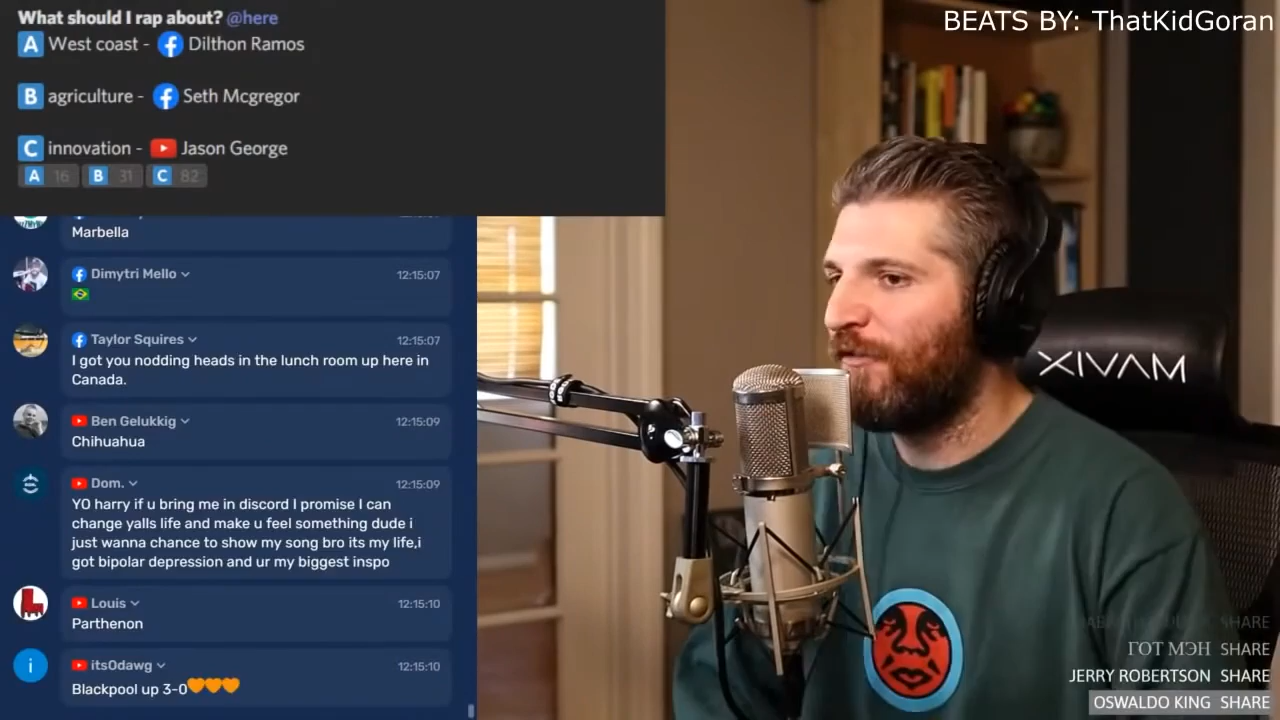 What should I rap about? @here
BEATS BY: ThatKidGoran
A West coast - Dilthon Ramos
B agriculture - Seth Mcgregor
C innovation - Jason George
A 16 B 31 C 82
Marbella
Dimytri Mello 12:15:07
Taylor Squires 12:15:07
I got you nodding heads in the lunch room up here in
Canada.
Ben Gelukkig 12:15:09
Chihuahua
Dom. 12:15:09
YO harry if u bring me in discord I promise I can
change yalls life and make u feel something dude i
just wanna chance to show my song bro its my life,i
got bipolar depression and ur my biggest inspo
Louis 12:15:10
Parthenon
i itsOdawg 12:15:10
Blackpool up 3-0
XIVAM
SHARE
ГОТ МЭН SHARE
JERRY ROBERTSON SHARE
OSWALDO KING SHARE